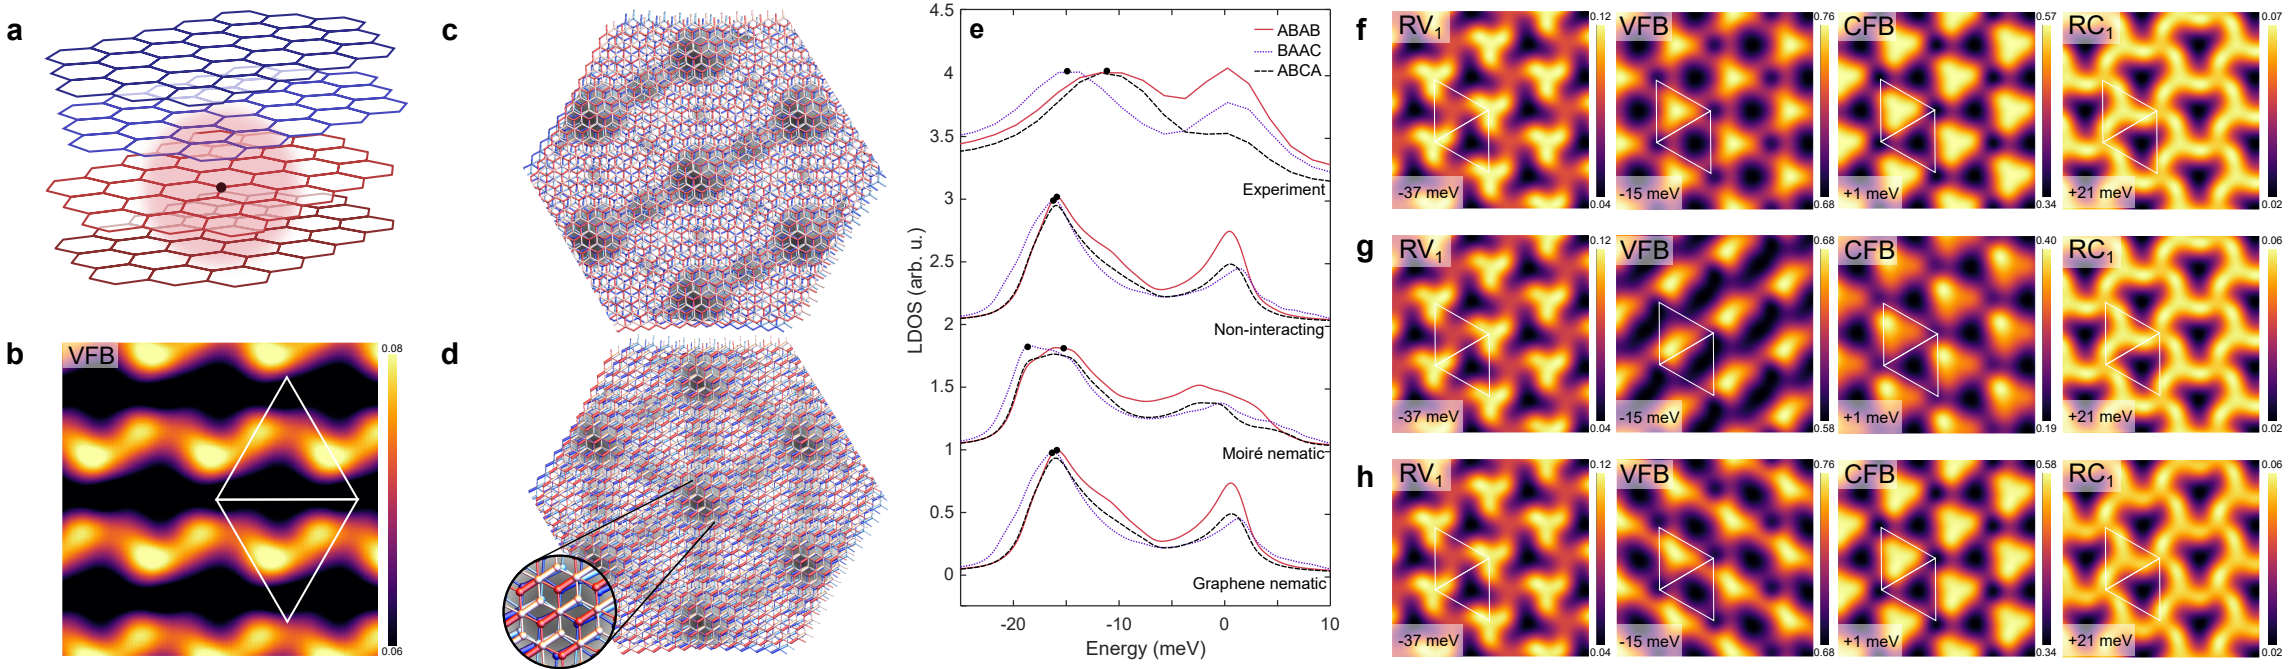 a
b
VFB
0.08
0.06
c
d
e
4.5
4
3.5
3
2.5
2
1.5
1
0.5
0
LDOS (arb. u.)
ABAB
BAAC
ABCA
Experiment
Non-interacting
Moiré nematic
Graphene nematic
-20
-10
0
10
Energy (meV)
f
RV1
-37 meV
0.12
0.04
VFB
-15 meV
0.76
0.68
CFB
+1 meV
0.57
0.34
RC1
+21 meV
0.07
0.02
g
RV1
-37 meV
0.12
0.04
VFB
-15 meV
0.68
0.58
CFB
+1 meV
0.40
0.19
RC1
+21 meV
0.06
0.02
h
RV1
-37 meV
0.12
0.04
VFB
-15 meV
0.76
0.68
CFB
+1 meV
0.58
0.34
RC1
+21 meV
0.06
0.02